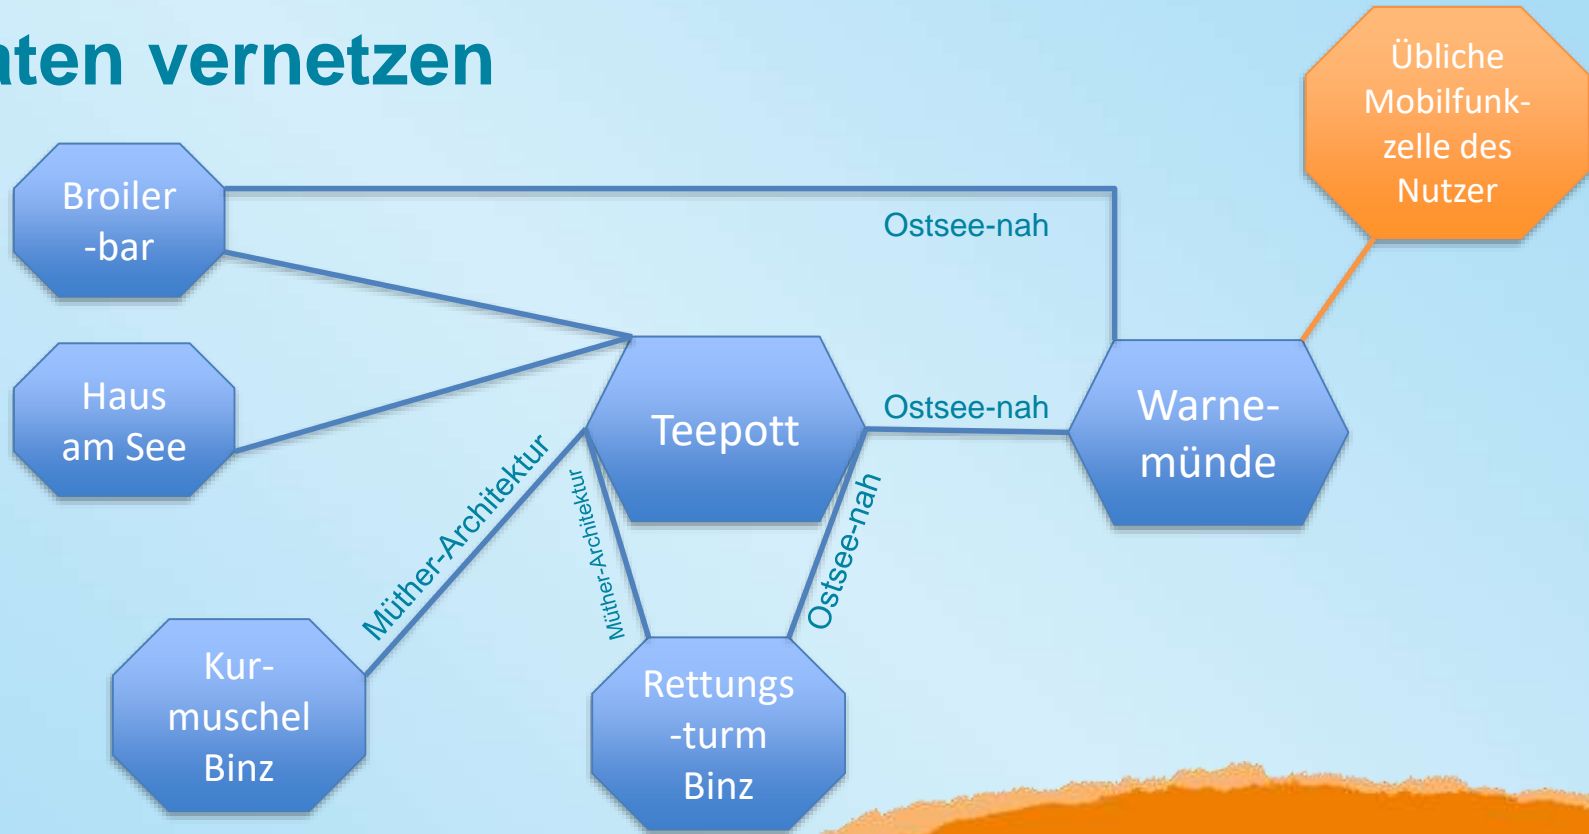 aten vernetzen
Übliche
Mobilfunk-
zelle des
Nutzer
Broiler
-bar
Ostsee-nah
Haus
am See
Teepott
Ostsee-nah
Warne-
münde
Müther-Architektur
Müther-Architektur
Ostsee-nah
Kur-
muschel
Binz
Rettungs
-turm
Binz